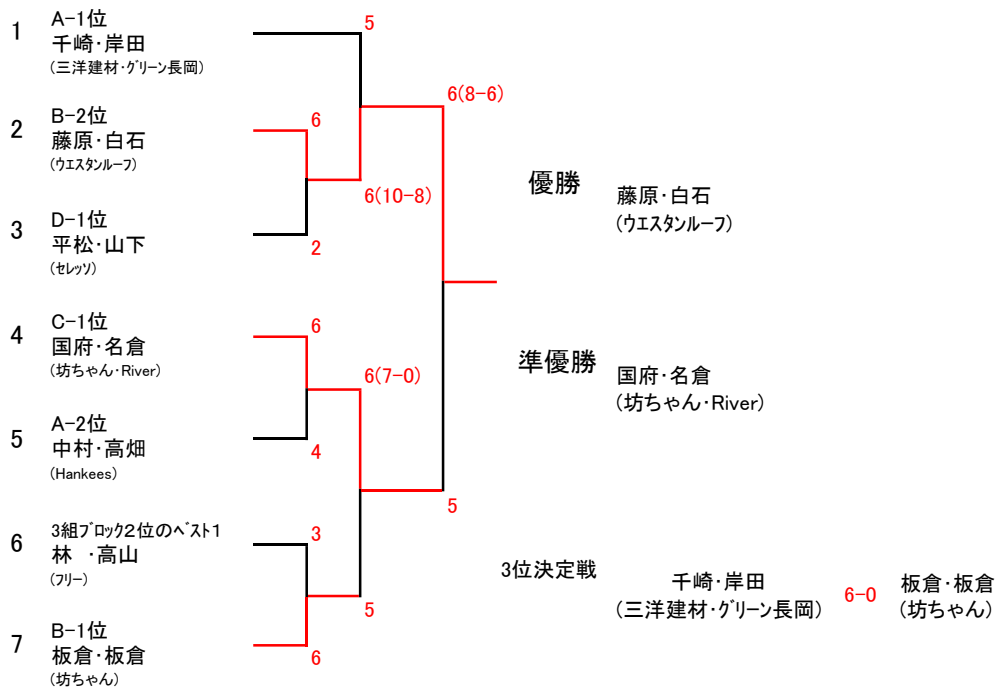 1
A-1位
千崎・岸田
(三洋建材・グリーン長岡)
5
6(8-6)
2
B-2位
藤原・白石
(ウエスタンルーフ)
6
6(10-8)
3
D-1位
平松・山下
(セレッソ)
2
4
C-1位
国府・名倉
(坊ちゃん・River)
6
6(7-0)
5
A-2位
中村・高畑
(Hankees)
4
5
6
3組ブロック2位のベスト1
林　・高山
(フリー)
3
5
7
B-1位
板倉・板倉
(坊ちゃん)
6
優勝
藤原・白石
(ウエスタンルーフ)
準優勝
国府・名倉
(坊ちゃん・River)
3位決定戦
千崎・岸田
(三洋建材・グリーン長岡)
6-0
板倉・板倉
(坊ちゃん)